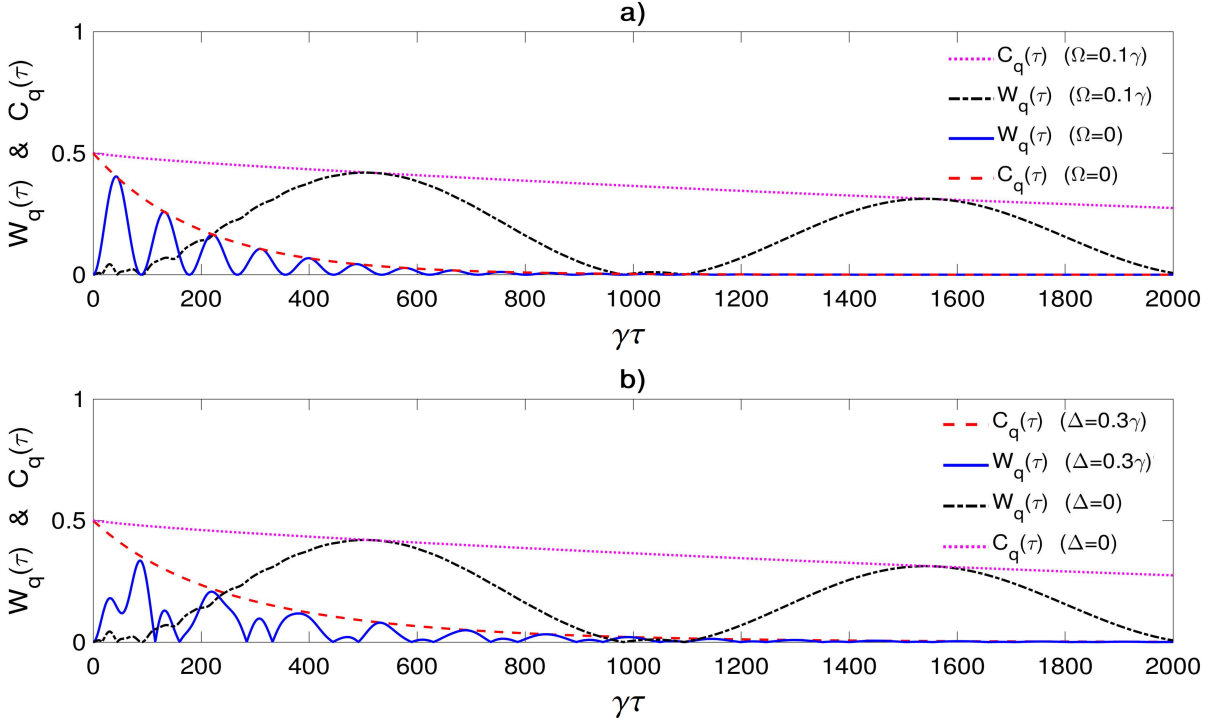 a)
1
0.5
0
W_q(τ) & C_q(τ)
C_q(τ) (Ω=0.1γ)
W_q(τ) (Ω=0.1γ)
W_q(τ) (Ω=0)
C_q(τ) (Ω=0)
0 200 400 600 800 1000 1200 1400 1600 1800 2000
γτ
b)
1
0.5
0
W_q(τ) & C_q(τ)
C_q(τ) (Δ=0.3γ)
W_q(τ) (Δ=0.3γ)
W_q(τ) (Δ=0)
C_q(τ) (Δ=0)
0 200 400 600 800 1000 1200 1400 1600 1800 2000
γτ